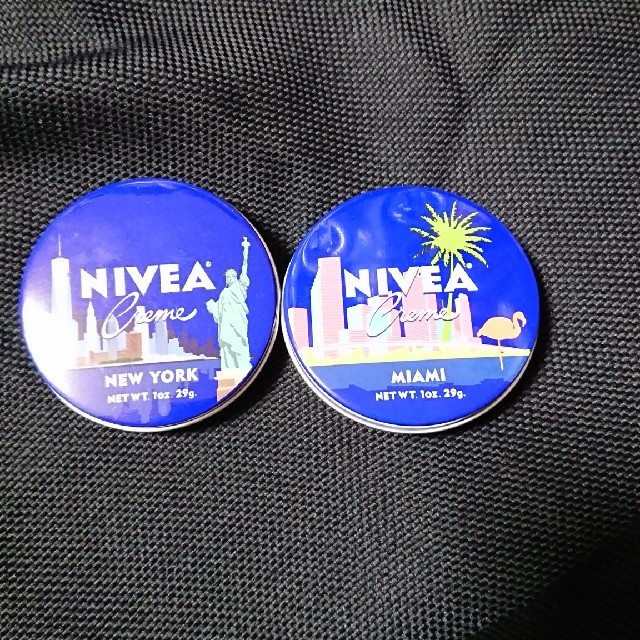 NIVEA
Creme
NEW YORK
NET WT. 1oz. 29g.
NIVEA
Creme
MIAMI
NET WT. 1oz. 29g.